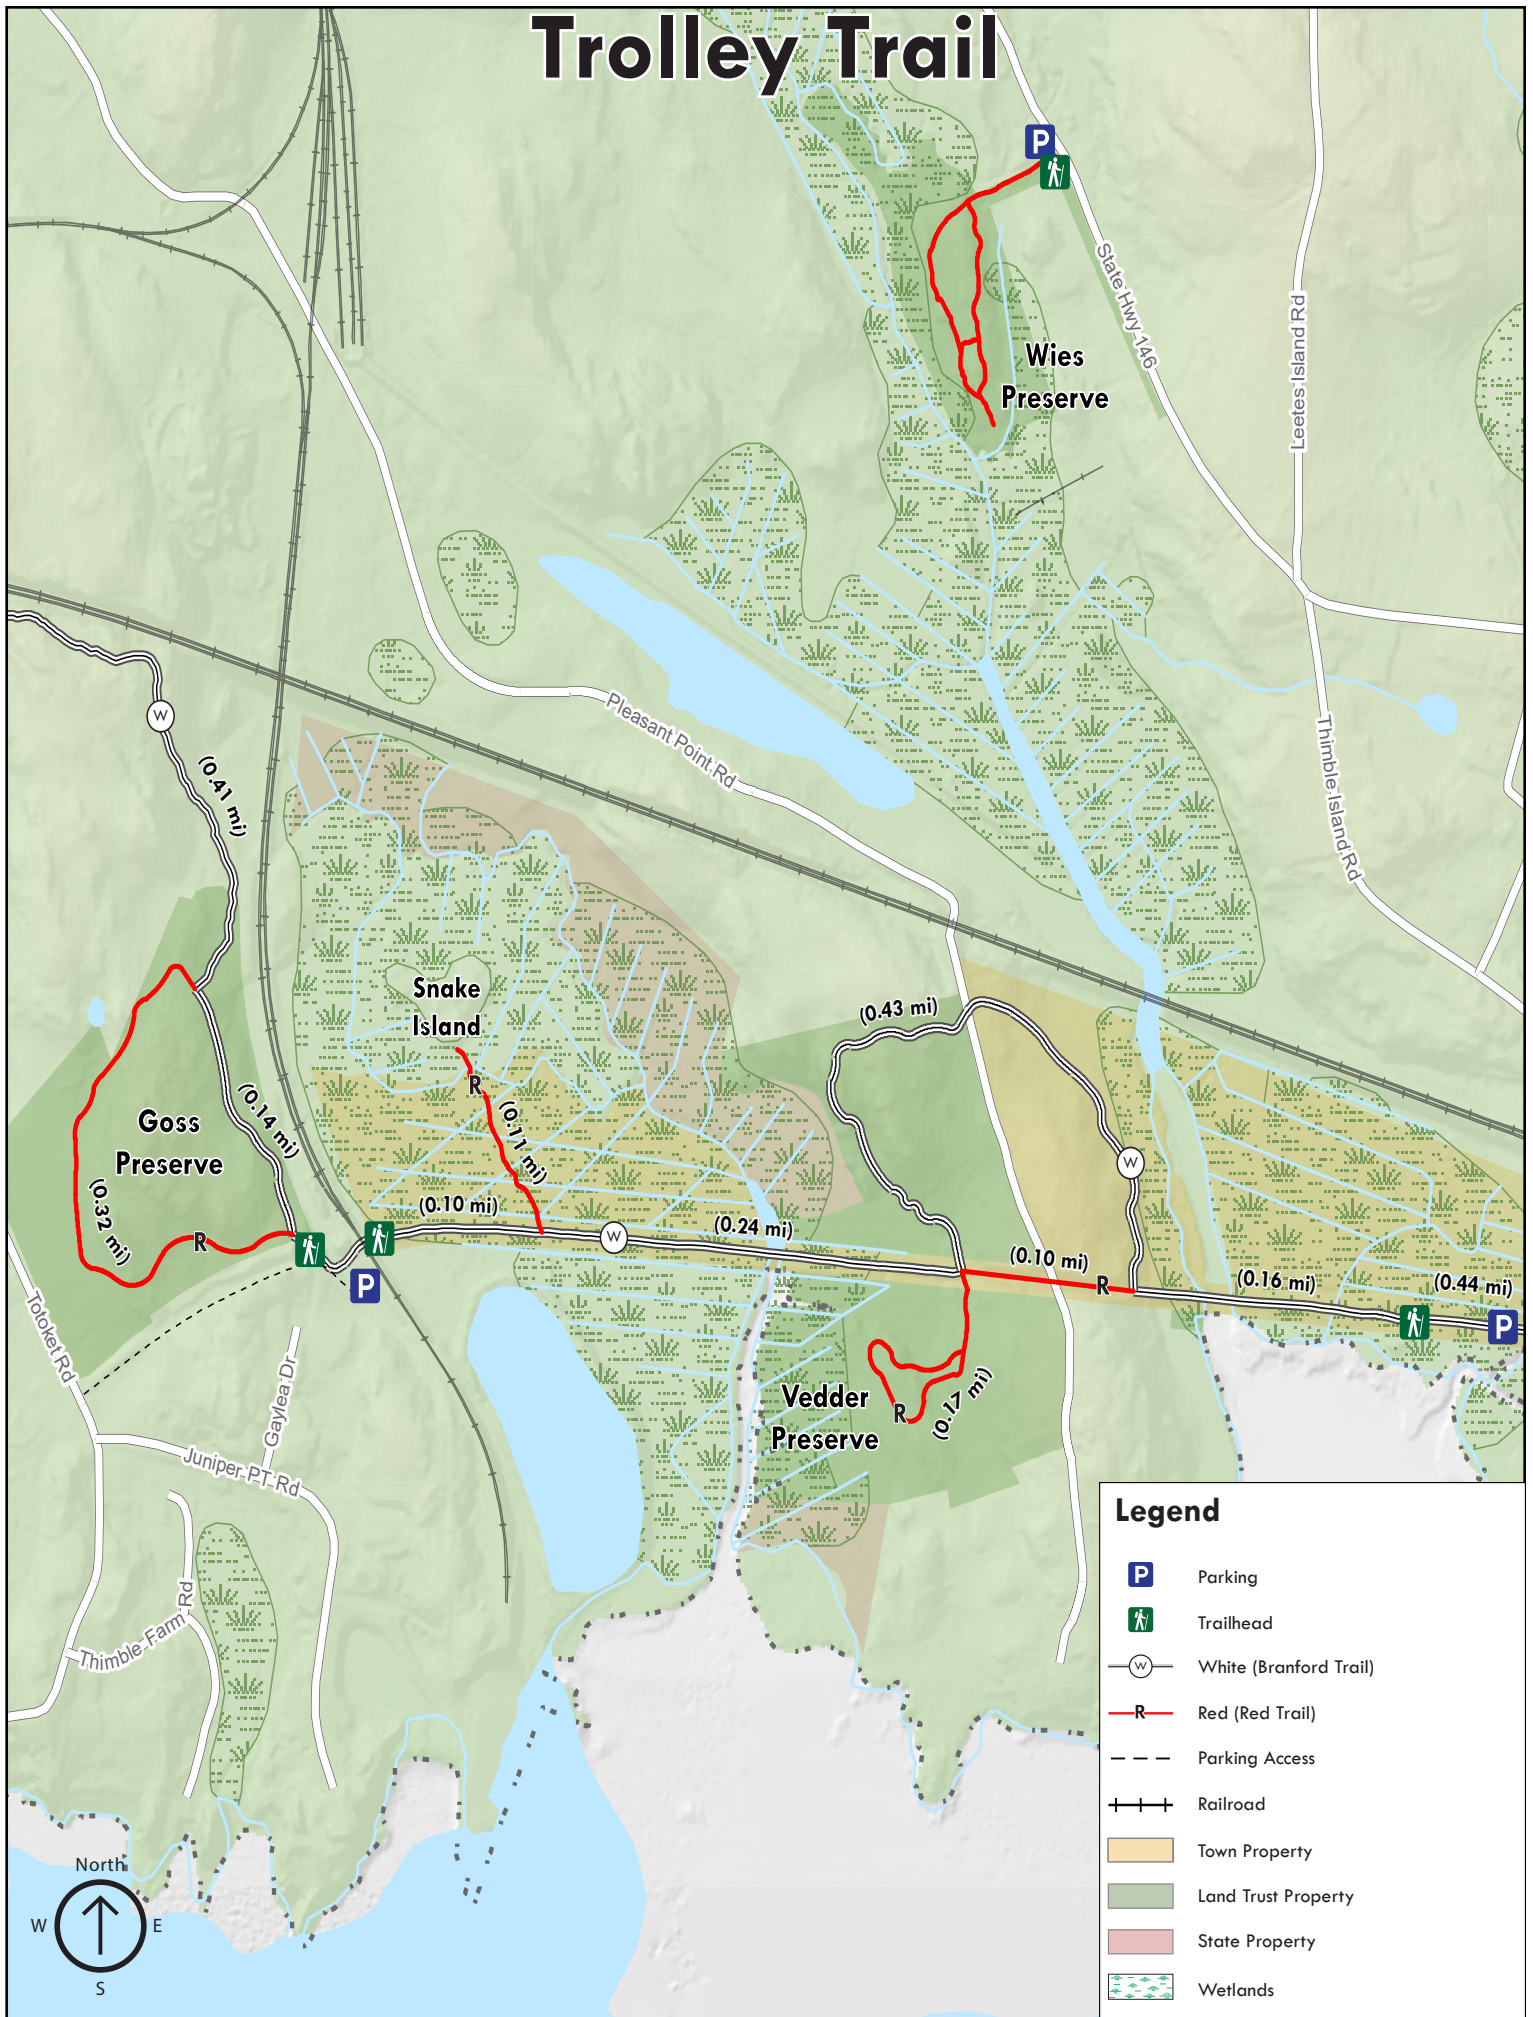 Trolley Trail
P
State Hwy 146
Leetes Island Rd
Wies
Preserve
Pleasant Point Rd
Thimble Island Rd
W
(0.41 mi)
Snake
Island
R
(0.43 mi)
(0.14 mi)
Goss
Preserve
(0.11 mi)
W
(0.32 mi)
R
(0.10 mi)
W
(0.24 mi)
(0.10 mi)
R
(0.16 mi)
(0.44 mi)
P
P
Totoket Rd
Gaylea Dr
Vedder
Preserve
R
(0.17 mi)
Juniper PT Rd
Thimble Farm Rd
Legend
P Parking
Trailhead
W White (Branford Trail)
R Red (Red Trail)
Parking Access
Railroad
Town Property
Land Trust Property
State Property
Wetlands
North
W E
S